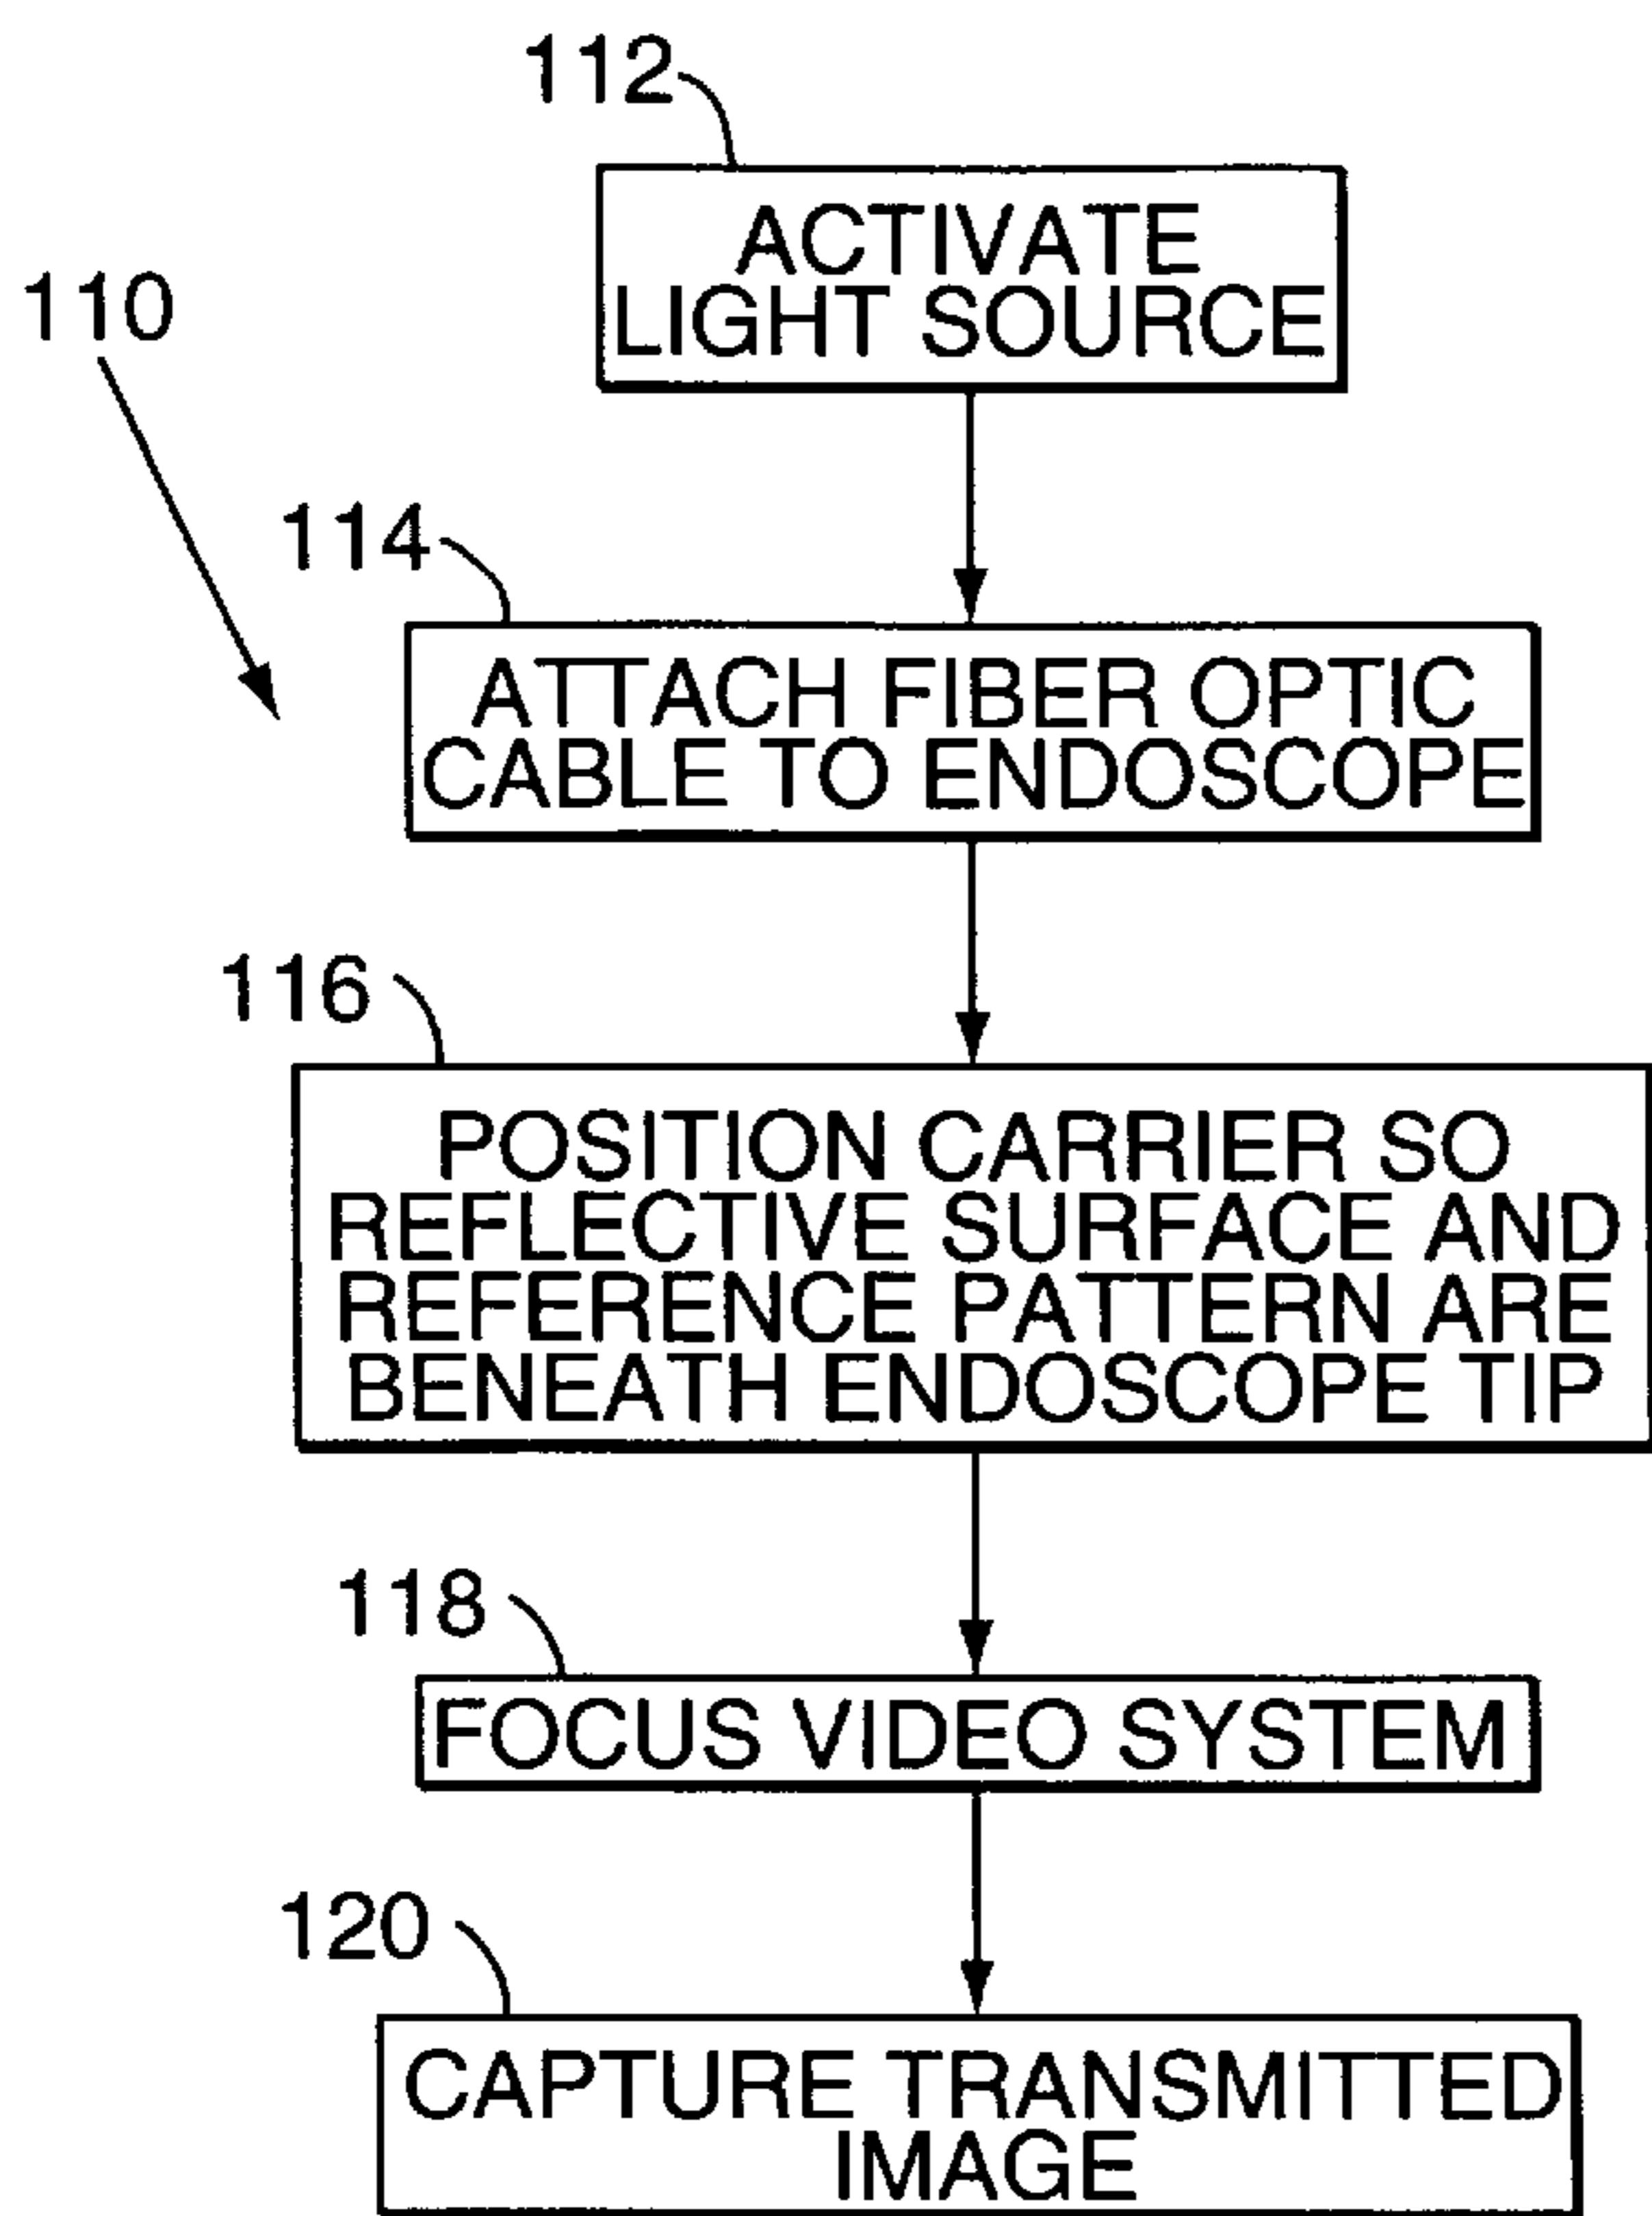 112
ACTIVATE
LIGHT SOURCE
110
114
ATTACH FIBER OPTIC
CABLE TO ENDOSCOPE
116
POSITION CARRIER SO
REFLECTIVE SURFACE AND
REFERENCE PATTERN ARE
BENEATH ENDOSCOPE TIP
118
FOCUS VIDEO SYSTEM
120
CAPTURE TRANSMITTED
IMAGE